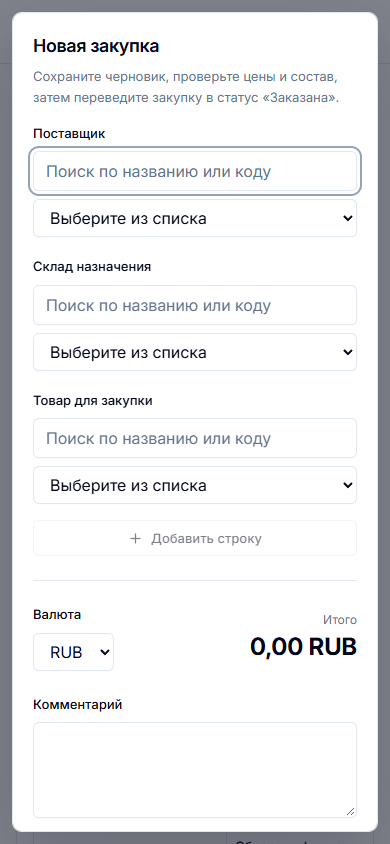 Новая закупка
Сохраните черновик, проверьте цены и состав,
затем переведите закупку в статус «Заказана».
Поставщик
Поиск по названию или коду
Выберите из списка
Склад назначения
Поиск по названию или коду
Выберите из списка
Товар для закупки
Поиск по названию или коду
Выберите из списка
+ Добавить строку
Валюта
Итого
RUB
0,00 RUB
Комментарий